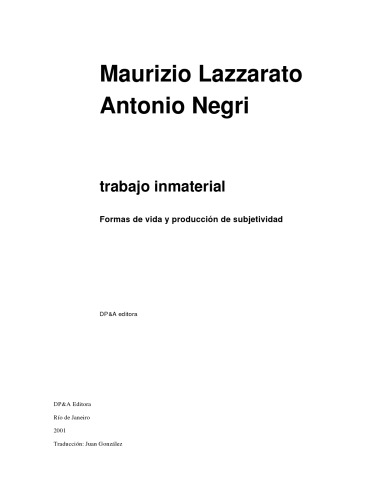 Maurizio Lazzarato
Antonio Negri
trabajo inmaterial
Formas de vida y producción de subjetividad
DP&A editora
DP&A Editora
Río de Janeiro
2001
Traducción: Juan González